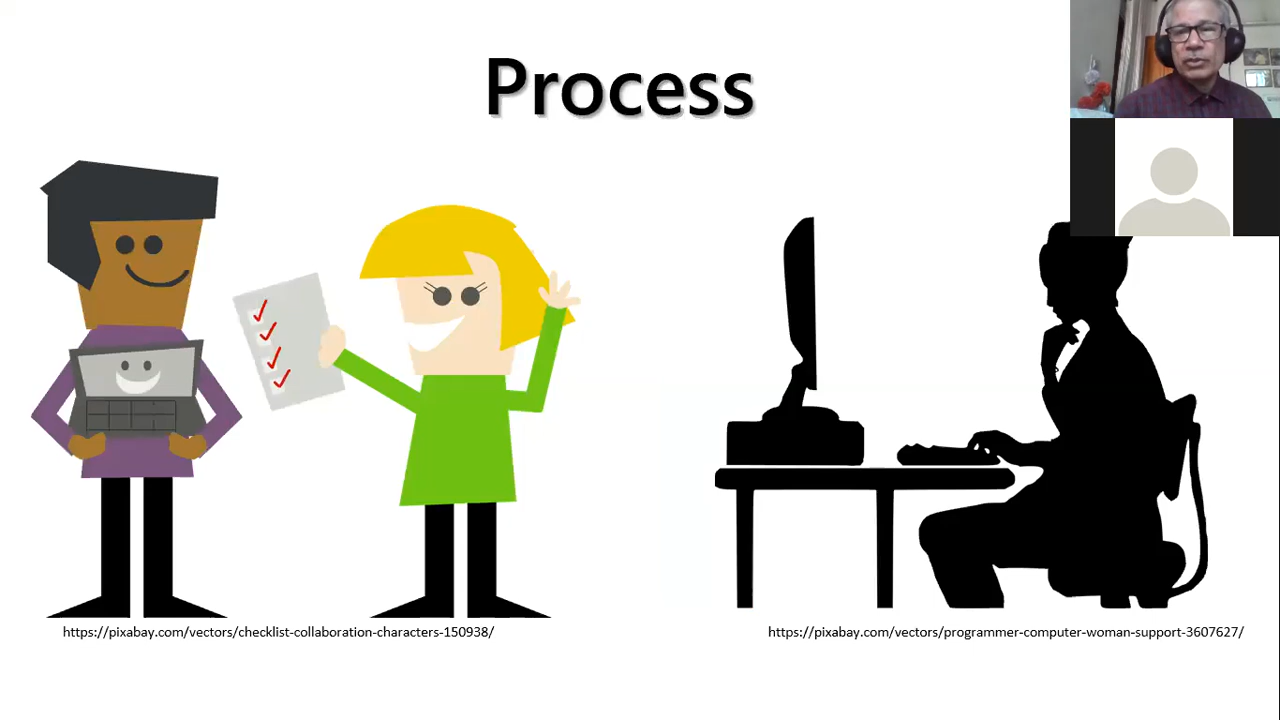 Process
https://pixabay.com/vectors/checklist-collaboration-characters-150938/
https://pixabay.com/vectors/programmer-computer-woman-support-3607627/